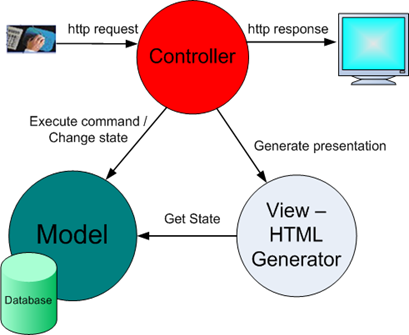 http request
http response
Controller
Execute command /
Change state
Generate presentation
Model
Get State
View –
HTML
Generator
Database